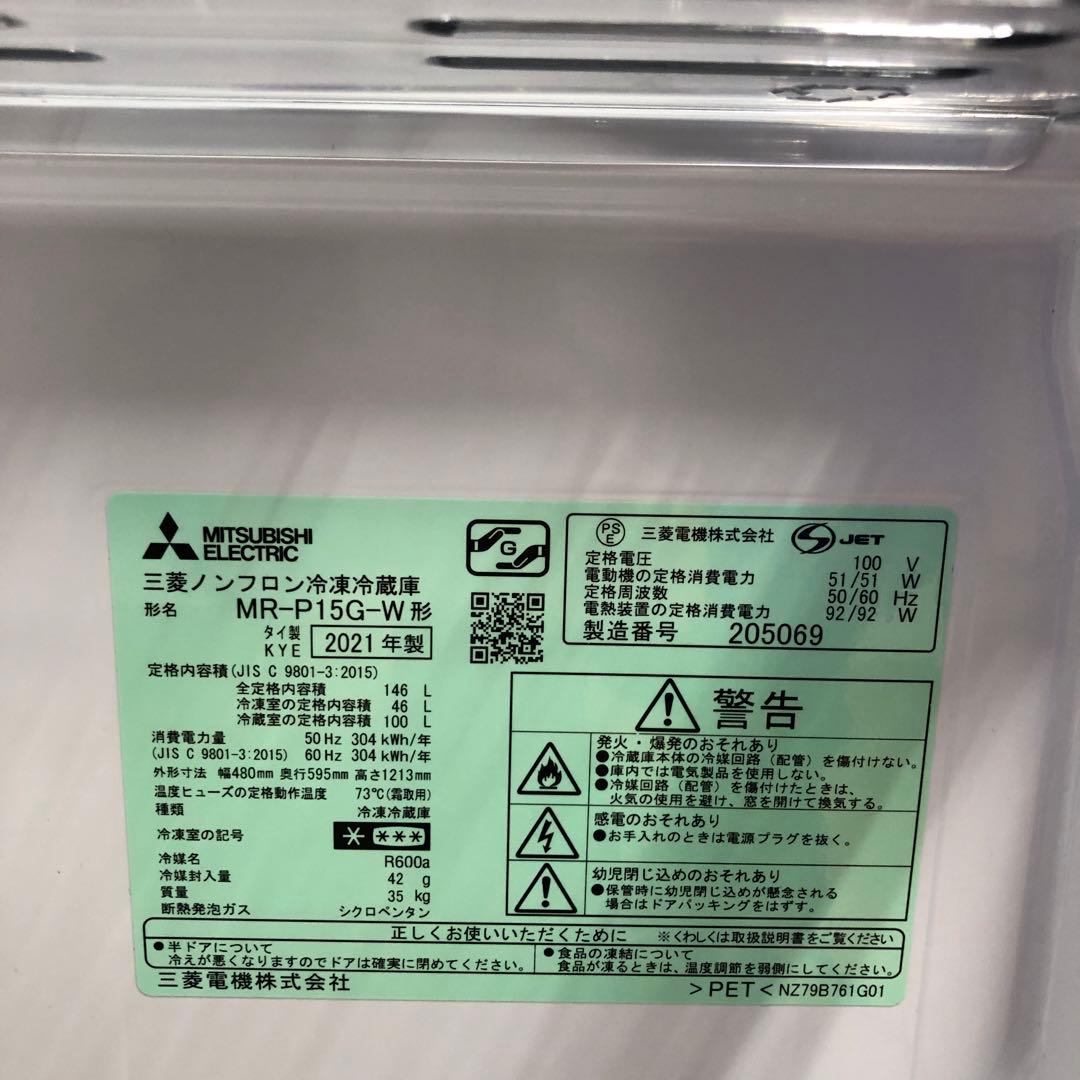 MITSUBISHI
ELECTRIC
三菱ノンフロン冷凍冷蔵庫
形名 MR-P15G-W形
タイ製
KYE 2021年製
定格内容積(JIS C 9801-3:2015)
全定格内容積 146 L
冷凍室の定格内容積 46 L
冷蔵室の定格内容積 100 L
消費電力量 50Hz 304 kWh/年
(JIS C 9801-3:2015) 60Hz 304 kWh/年
外形寸法 幅480mm 奥行595mm 高さ1213mm
温度ヒューズの定格動作温度 73℃(霜取用)
種類 冷凍冷蔵庫
冷凍室の記号 * ***
冷媒名 R600a
冷媒封入量 42 g
質量 35 kg
断熱発泡ガス シクロペンタン
G
PSE 三菱電機株式会社 S JET
定格電圧 100 V
電動機の定格消費電力 51/51 W
定格周波数 50/60 Hz
電熱装置の定格消費電力 92/92 W
製造番号 205069
警告
発火・爆発のおそれあり
●冷蔵庫本体の冷媒回路(配管)を傷付けない。
●庫内では電気製品を使用しない。
●冷媒回路(配管)を傷付けたときは、
火気の使用を避け、窓を開けて換気する。
感電のおそれあり
●お手入れのときは電源プラグを抜く。
幼児閉じ込めのおそれあり
●保管時に幼児閉じ込めが懸念される
場合はドアパッキングをはずす。
正しくお使いいただくために ※くわしくは取扱説明書をご覧ください
●半ドアについて
冷えが悪くなりますのでドアは確実に閉めてください。
●食品の凍結について
食品が凍るときは、温度調節を弱側にしてください。
三菱電機株式会社
>PET< NZ79B761G01